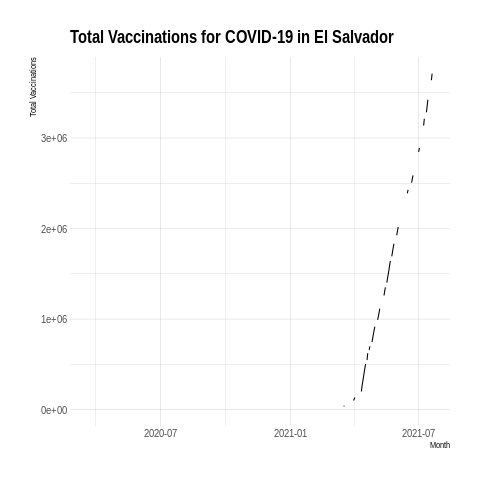 Total Vaccinations for COVID-19 in El Salvador
Total Vaccinations
3e+06
2e+06
1e+06
0e+00
2020-07 2021-01 2021-07
Month